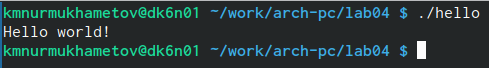 kmnurmukhametov@dk6n01 ~/work/arch-pc/lab04 $ ./hello
Hello world!
kmnurmukhametov@dk6n01 ~/work/arch-pc/lab04 $